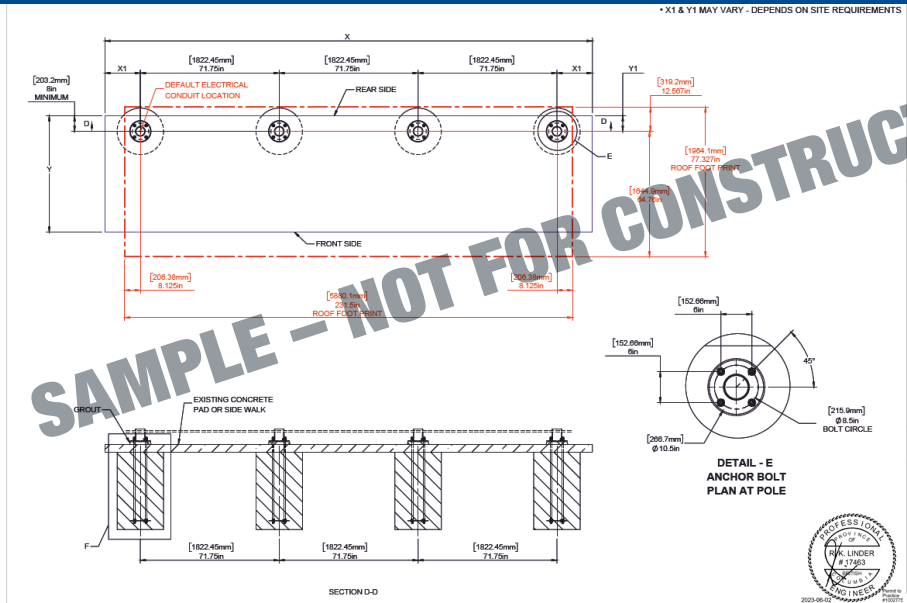 • X1 & Y1 MAY VARY - DEPENDS ON SITE REQUIREMENTS
X
[1822.45mm]
71.75in
[1822.45mm]
71.75in
[1822.45mm]
71.75in
X1
X1
Y1
[203.2mm]
8in
MINIMUM
DEFAULT ELECTRICAL
CONDUIT LOCATION
REAR SIDE
[319.2mm]
12.567in
D
D
E
Y
[1964.1mm]
77.327in
ROOF FOOT PRINT
[1644.9mm]
64.76in
FRONT SIDE
[206.38mm]
8.125in
[206.38mm]
8.125in
[5880.1mm]
231.5in
ROOF FOOT PRINT
SAMPLE – NOT FOR CONSTRUCT
[152.66mm]
6in
[152.66mm]
6in
45°
[215.9mm]
Ø8.5in
BOLT CIRCLE
[266.7mm]
Ø10.5in
DETAIL - E
ANCHOR BOLT
PLAN AT POLE
GROUT
EXISTING CONCRETE
PAD OR SIDE WALK
F
[1822.45mm]
71.75in
[1822.45mm]
71.75in
[1822.45mm]
71.75in
SECTION D-D
PROFESSIONAL
PROVINCE
OF
R. K. LINDER
# 17463
BRITISH
COLUMBIA
ENGINEER
2023-06-02
Permit to
Practice